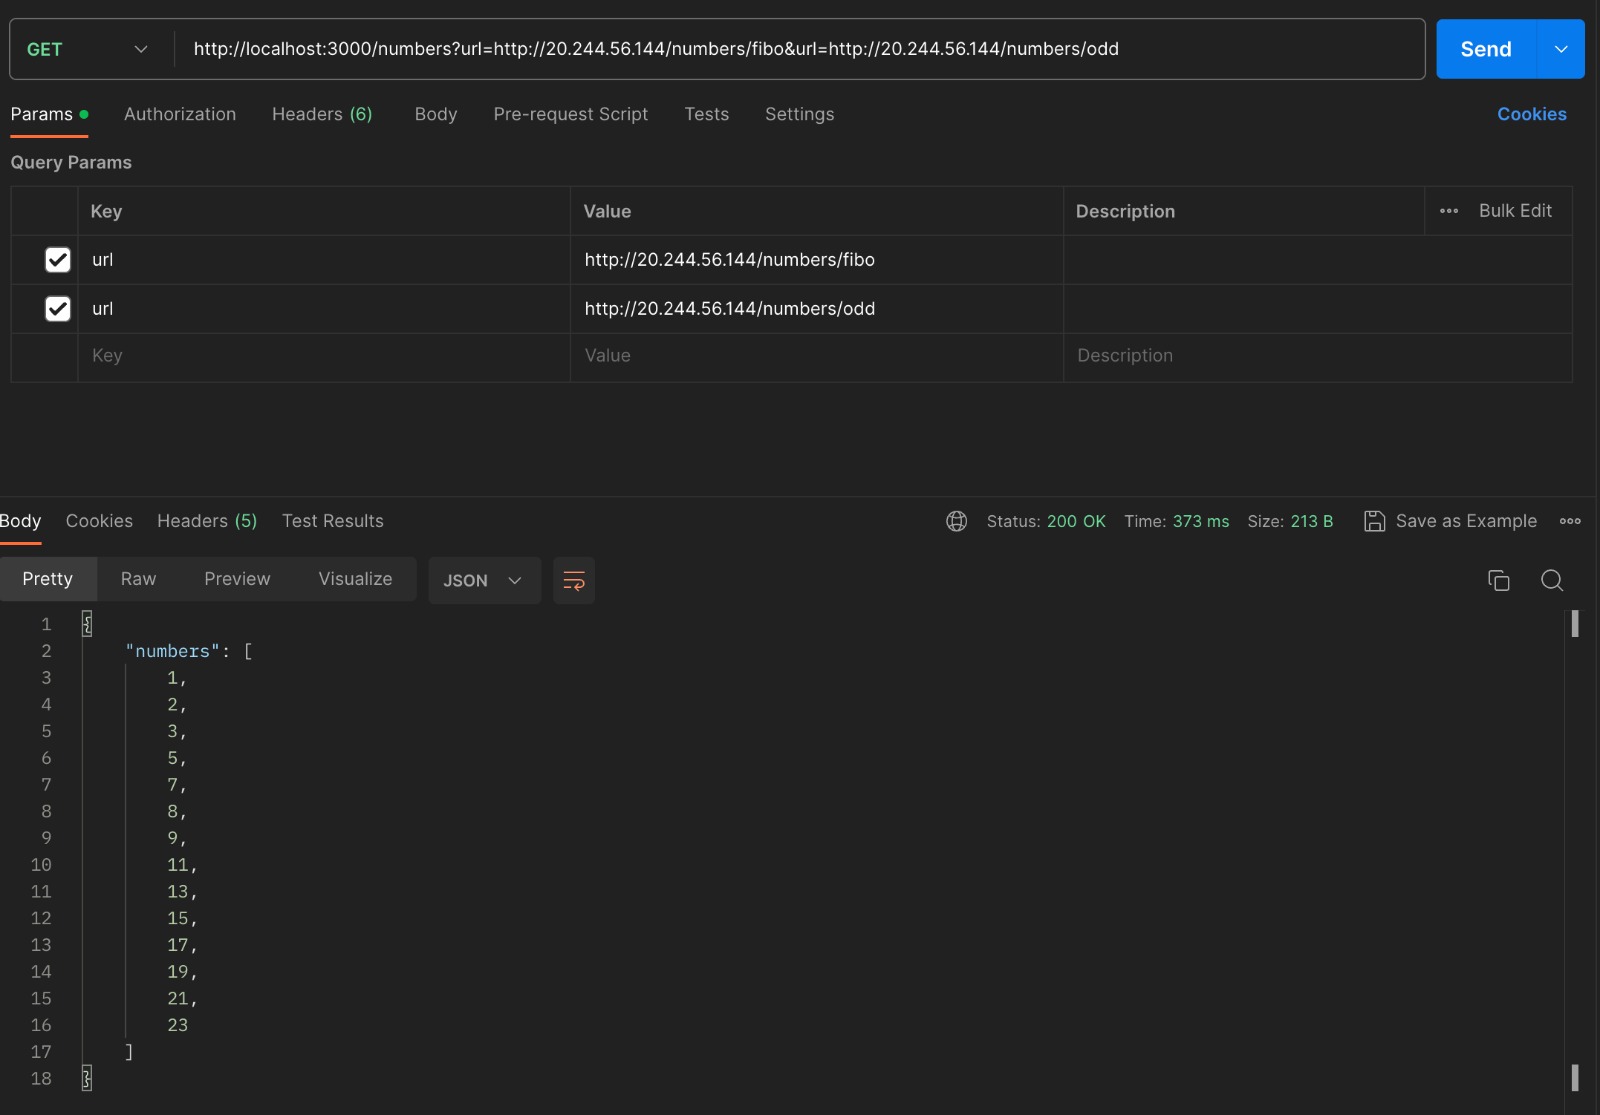 GET http://localhost:3000/numbers?url=http://20.244.56.144/numbers/fibo&url=http://20.244.56.144/numbers/odd Send
Params Authorization Headers (6) Body Pre-request Script Tests Settings Cookies
Query Params
Key Value Description Bulk Edit
url http://20.244.56.144/numbers/fibo
url http://20.244.56.144/numbers/odd
Key Value Description
Body Cookies Headers (5) Test Results Status: 200 OK Time: 373 ms Size: 213 B Save as Example
Pretty Raw Preview Visualize JSON
1 {
2 "numbers": [
3 1,
4 2,
5 3,
6 5,
7 7,
8 8,
9 9,
10 11,
11 13,
12 15,
13 17,
14 19,
15 21,
16 23
17 ]
18 }